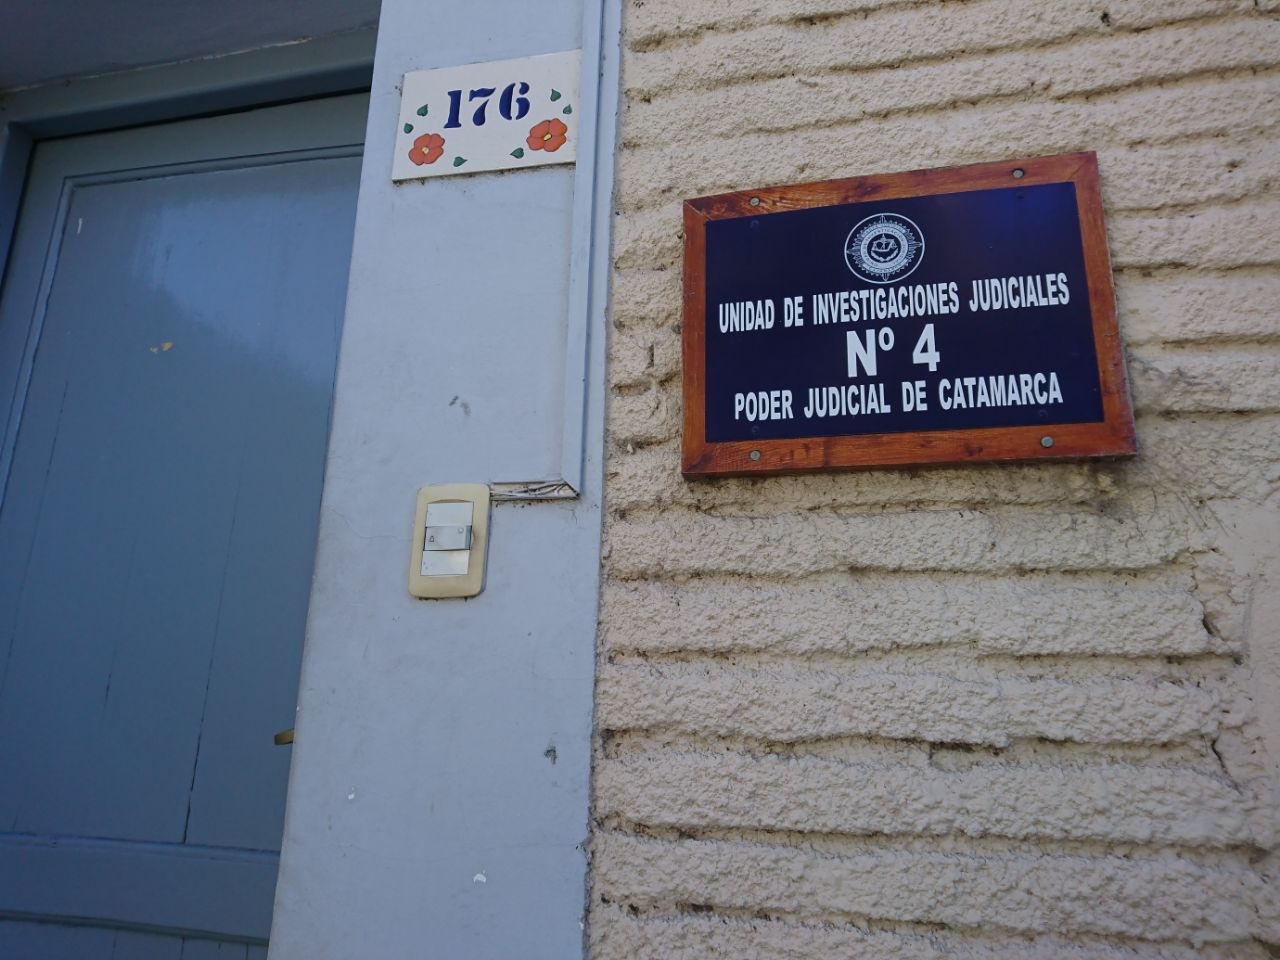 176
UNIDAD DE INVESTIGACIONES JUDICIALES
Nº 4
PODER JUDICIAL DE CATAMARCA